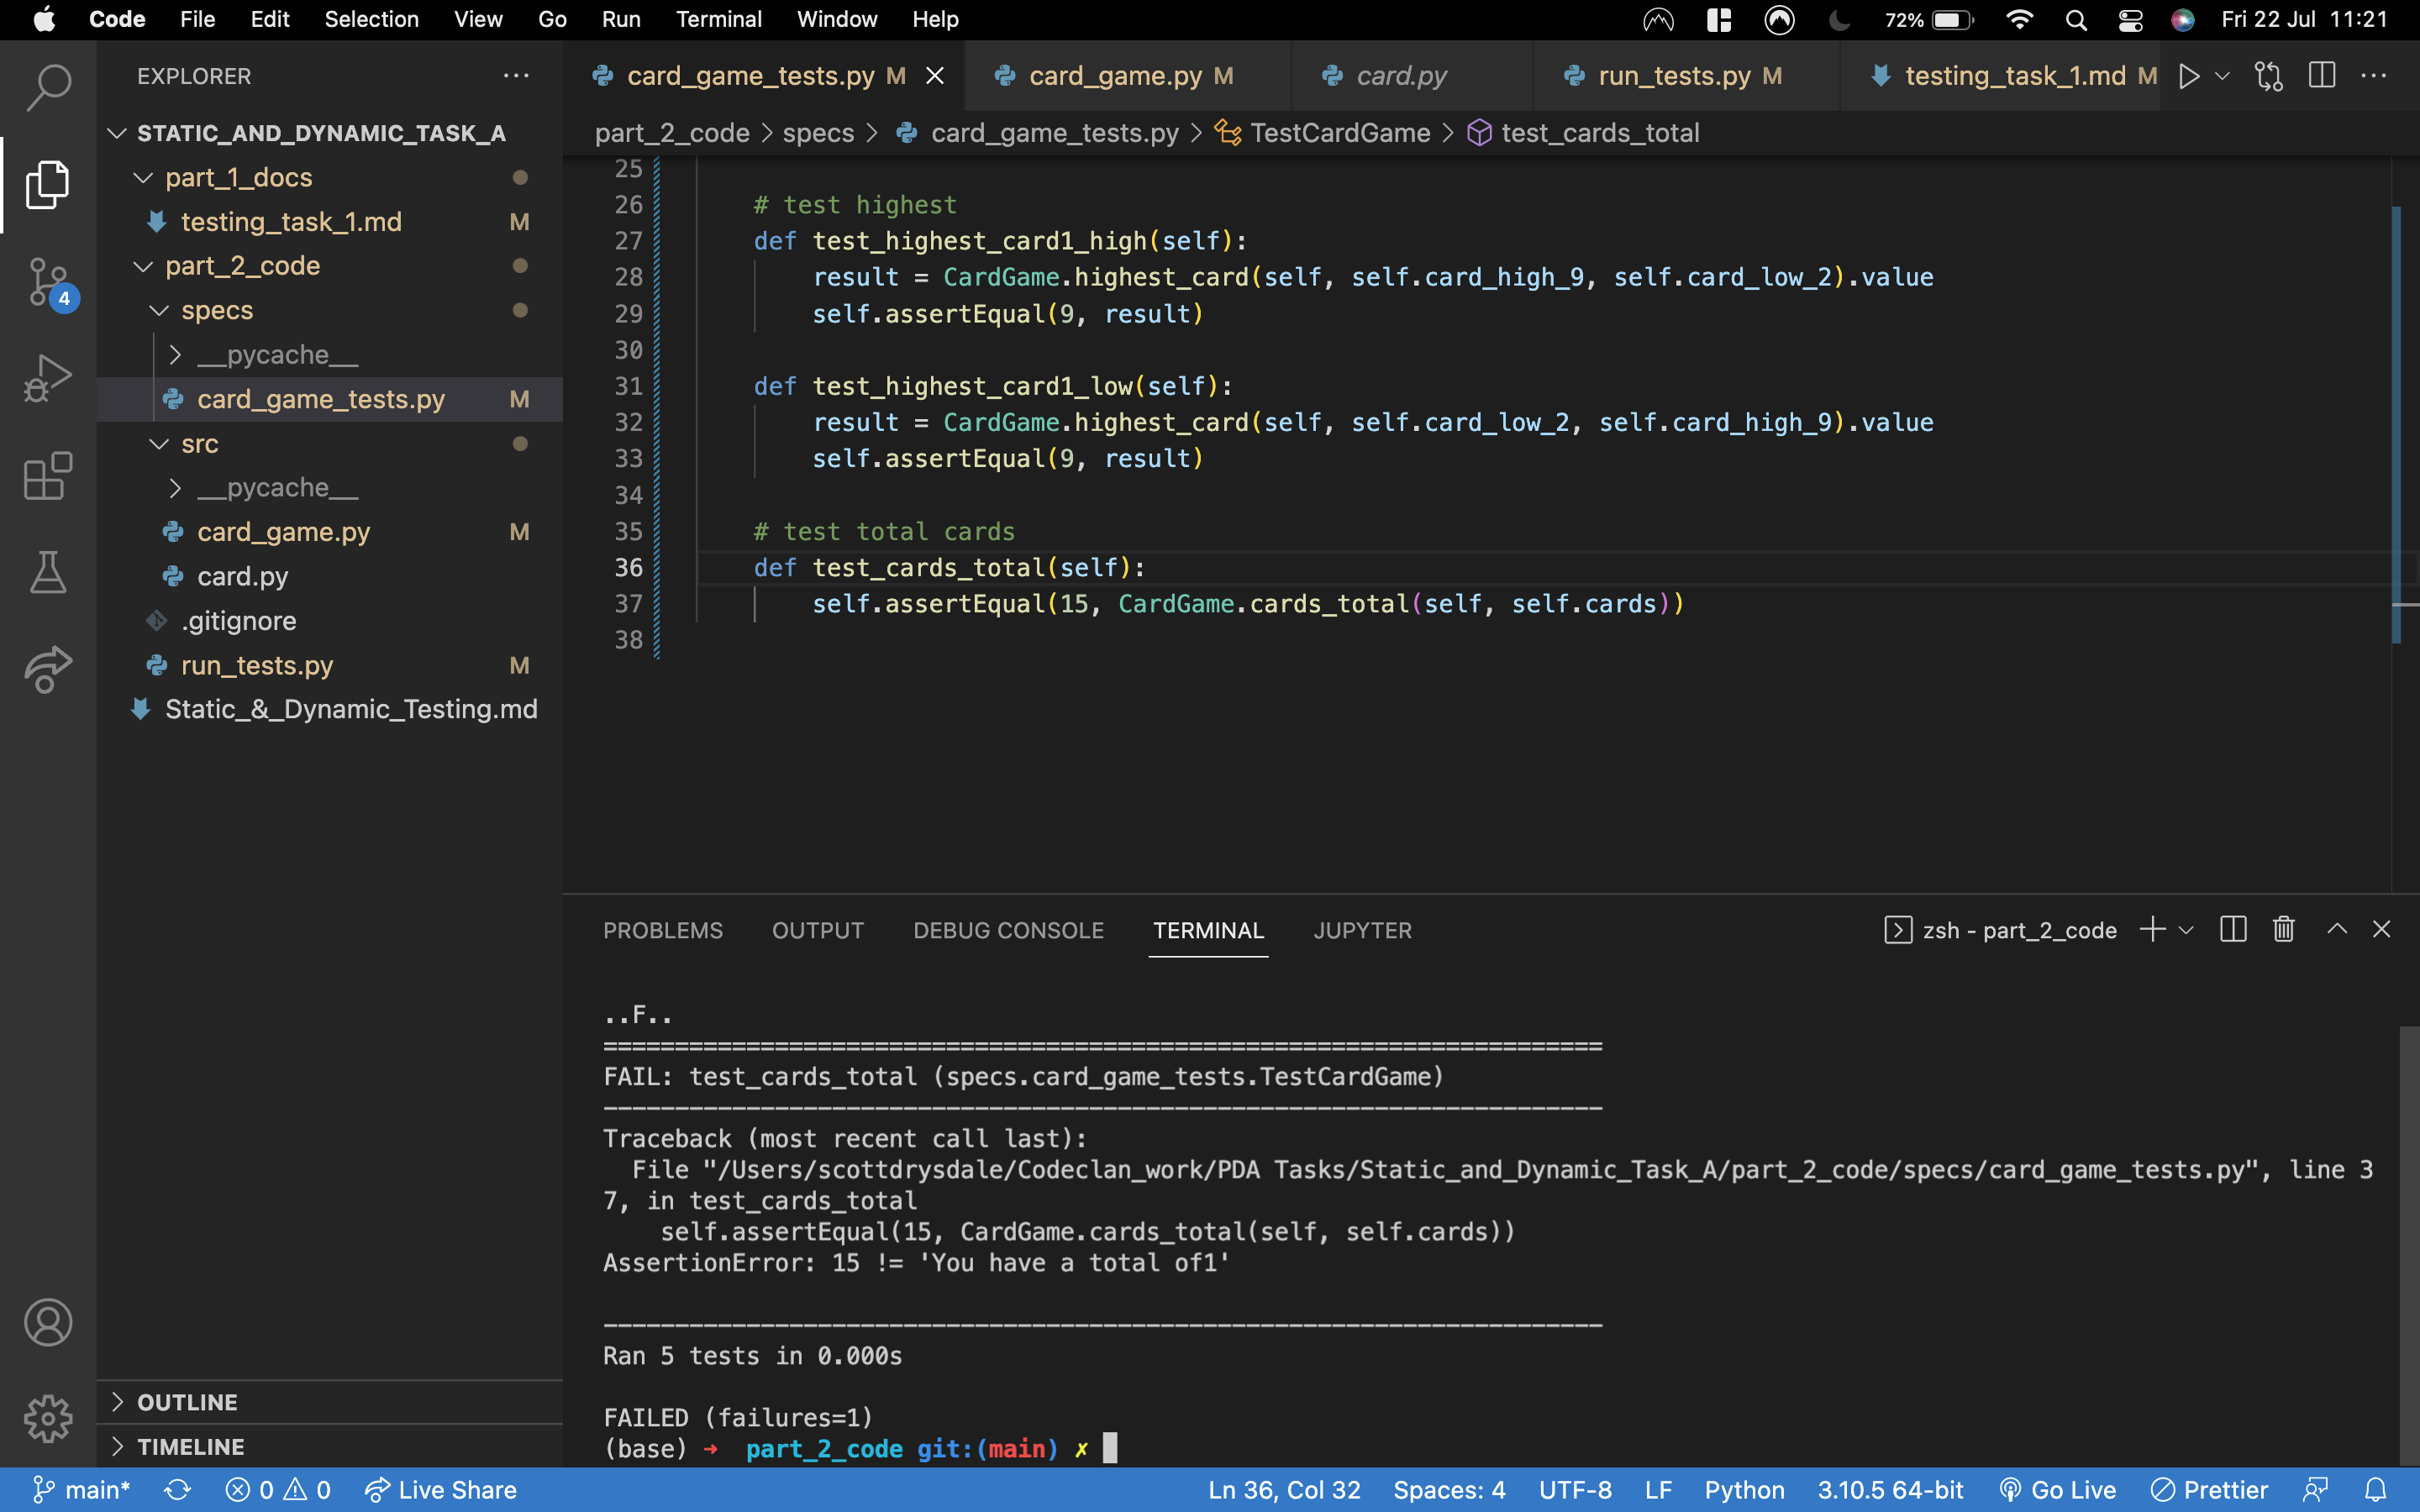 Code File Edit Selection View Go Run Terminal Window Help 72% Fri 22 Jul 11:21
EXPLORER
card_game_tests.py M card_game.py M card.py run_tests.py M testing_task_1.md M
STATIC_AND_DYNAMIC_TASK_A
part_1_docs
testing_task_1.md M
part_2_code
specs
__pycache__
card_game_tests.py M
src
__pycache__
card_game.py M
card.py
.gitignore
run_tests.py M
Static_&_Dynamic_Testing.md
4
OUTLINE
TIMELINE
part_2_code > specs > card_game_tests.py > TestCardGame > test_cards_total
25
26 # test highest
27 def test_highest_card1_high(self):
28 result = CardGame.highest_card(self, self.card_high_9, self.card_low_2).value
29 self.assertEqual(9, result)
30
31 def test_highest_card1_low(self):
32 result = CardGame.highest_card(self, self.card_low_2, self.card_high_9).value
33 self.assertEqual(9, result)
34
35 # test total cards
36 def test_cards_total(self):
37 self.assertEqual(15, CardGame.cards_total(self, self.cards))
38
PROBLEMS OUTPUT DEBUG CONSOLE TERMINAL JUPYTER zsh - part_2_code
..F..
======================================================================
FAIL: test_cards_total (specs.card_game_tests.TestCardGame)
----------------------------------------------------------------------
Traceback (most recent call last):
File "/Users/scottdrysdale/Codeclan_work/PDA Tasks/Static_and_Dynamic_Task_A/part_2_code/specs/card_game_tests.py", line 3
7, in test_cards_total
self.assertEqual(15, CardGame.cards_total(self, self.cards))
AssertionError: 15 != 'You have a total of1'
----------------------------------------------------------------------
Ran 5 tests in 0.000s
FAILED (failures=1)
(base) ➜ part_2_code git:(main) ✗
main* 0 0 Live Share Ln 36, Col 32 Spaces: 4 UTF-8 LF Python 3.10.5 64-bit Go Live Prettier